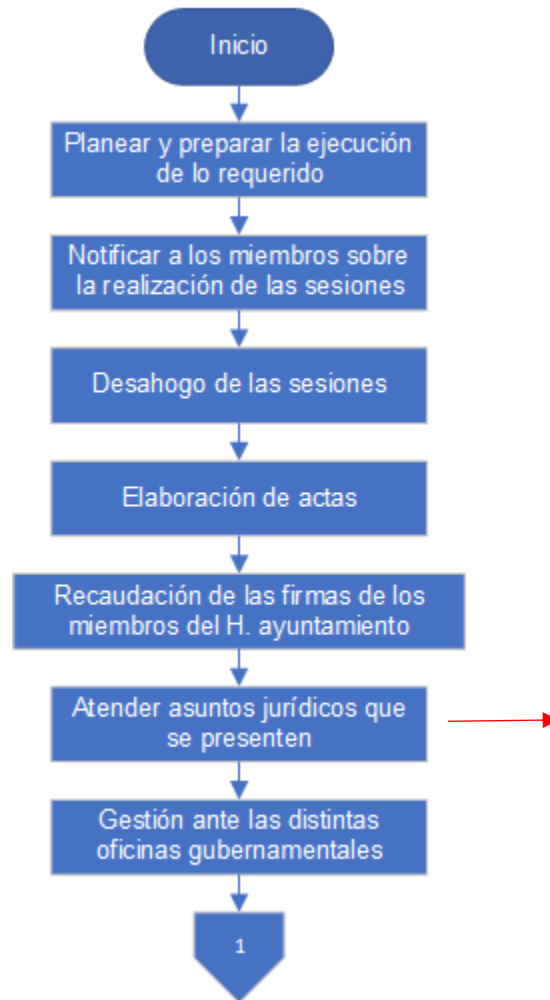 Inicio
Planear y preparar la ejecución
de lo requerido
Notificar a los miembros sobre
la realización de las sesiones
Desahogo de las sesiones
Elaboración de actas
Recaudación de las firmas de los
miembros del H. ayuntamiento
Atender asuntos jurídicos que
se presenten
Gestión ante las distintas
oficinas gubernamentales
1